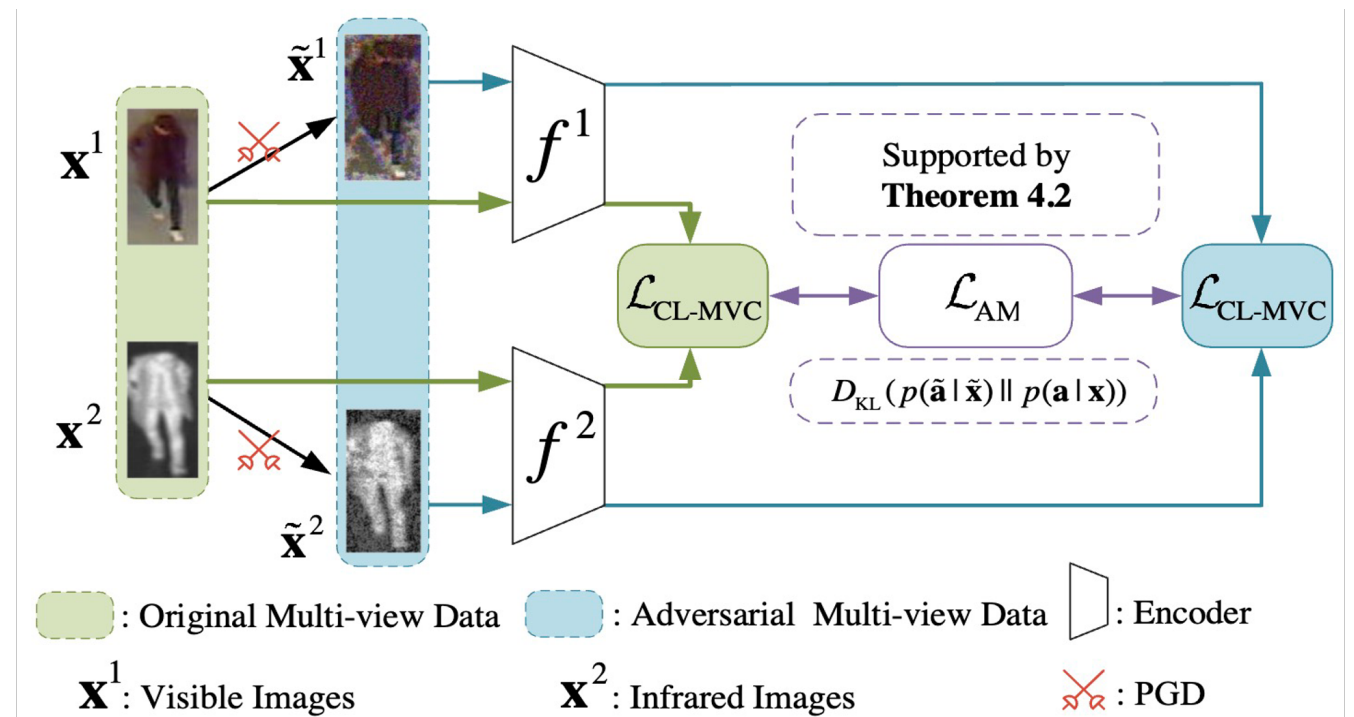 x̃¹
x¹
f¹
Supported by
Theorem 4.2
ℒCL-MVC
ℒAM
ℒCL-MVC
D_KL(p(ã|x̃)‖p(a|x))
x²
f²
x̃²
: Original Multi-view Data
: Adversarial Multi-view Data
: Encoder
x¹: Visible Images
x²: Infrared Images
: PGD